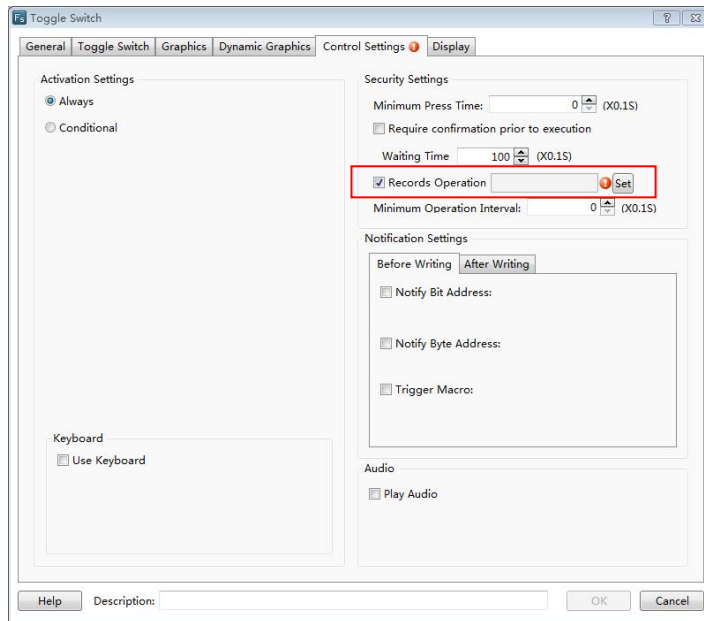 Fs Toggle Switch
General Toggle Switch Graphics Dynamic Graphics Control Settings Display
Activation Settings
Always
Conditional
Keyboard
Use Keyboard
Security Settings
Minimum Press Time: 0 (X0.1S)
Require confirmation prior to execution
Waiting Time 100 (X0.1S)
Records Operation Set
Minimum Operation Interval: 0 (X0.1S)
Notification Settings
Before Writing After Writing
Notify Bit Address:
Notify Byte Address:
Trigger Macro:
Audio
Play Audio
Help Description: OK Cancel